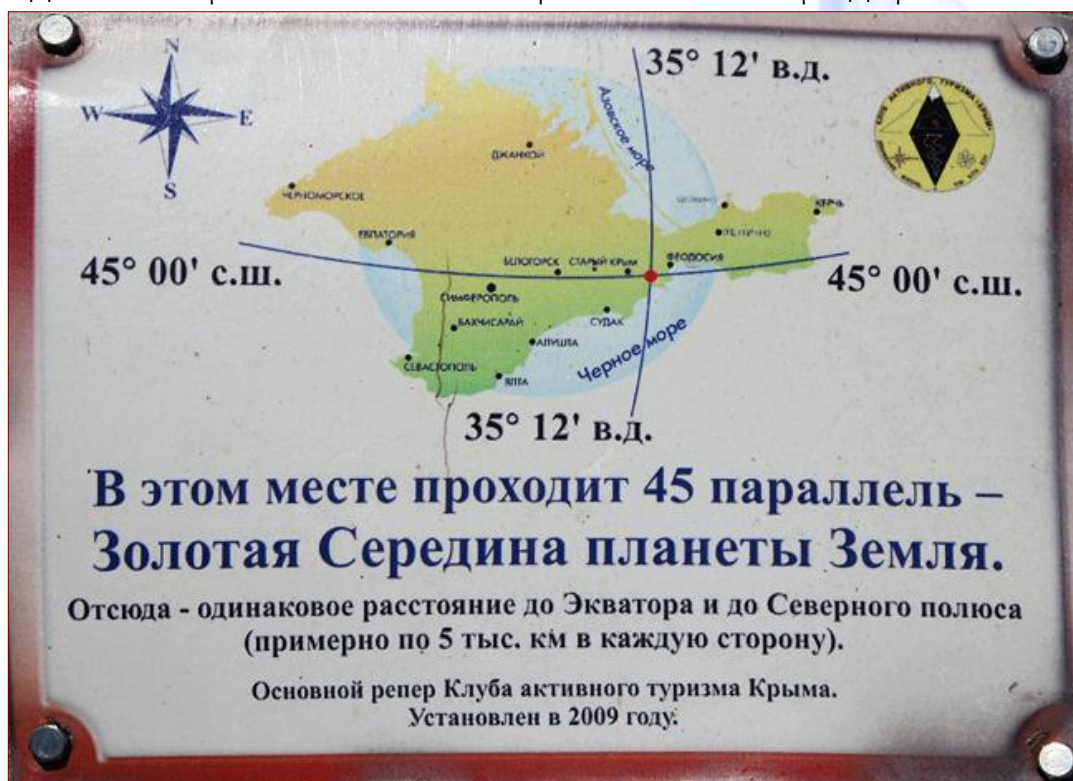 N
W
E
S
35° 12' в.д.
Азовское море
ДЖАНКОЙ
ЧЕРНОМОРСКОЕ
КЕРЧЬ
ЛЕНИНО
ЕВПАТОРИЯ
БЕЛОГОРСК
СТАРЫЙ КРЫМ
ФЕОДОСИЯ
45° 00' с.ш.
45° 00' с.ш.
СИМФЕРОПОЛЬ
БАХЧИСАРАЙ
СУДАК
АЛУШТА
Черное море
СЕВАСТОПОЛЬ
ЯЛТА
35° 12' в.д.
В этом месте проходит 45 параллель –
Золотая Середина планеты Земля.
Отсюда - одинаковое расстояние до Экватора и до Северного полюса
(примерно по 5 тыс. км в каждую сторону).
Основной репер Клуба активного туризма Крыма.
Установлен в 2009 году.